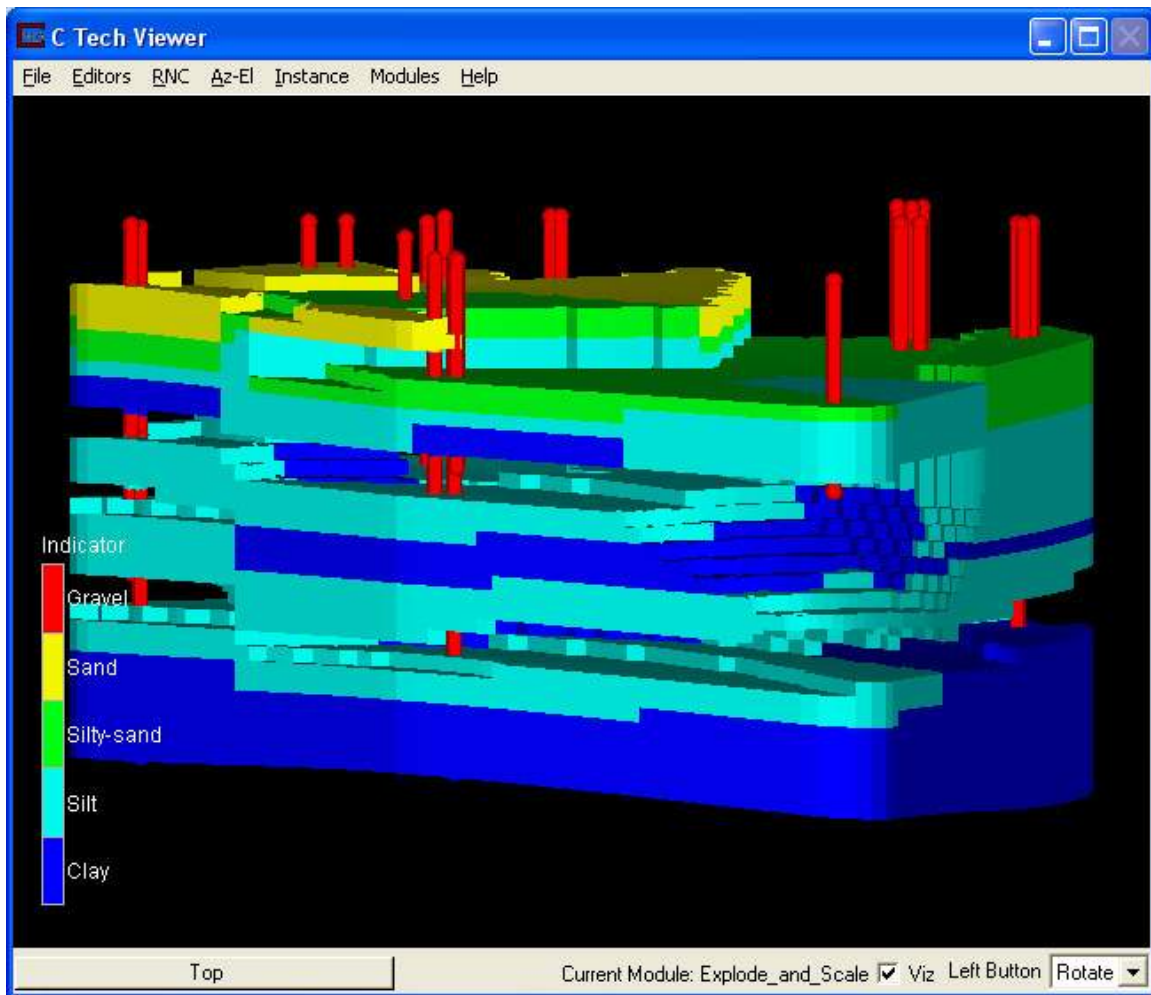 C Tech Viewer
File Editors RNC Az-El Instance Modules Help
Indicator
Gravel
Sand
Silty-sand
Silt
Clay
Top Current Module: Explode_and_Scale Viz Left Button Rotate